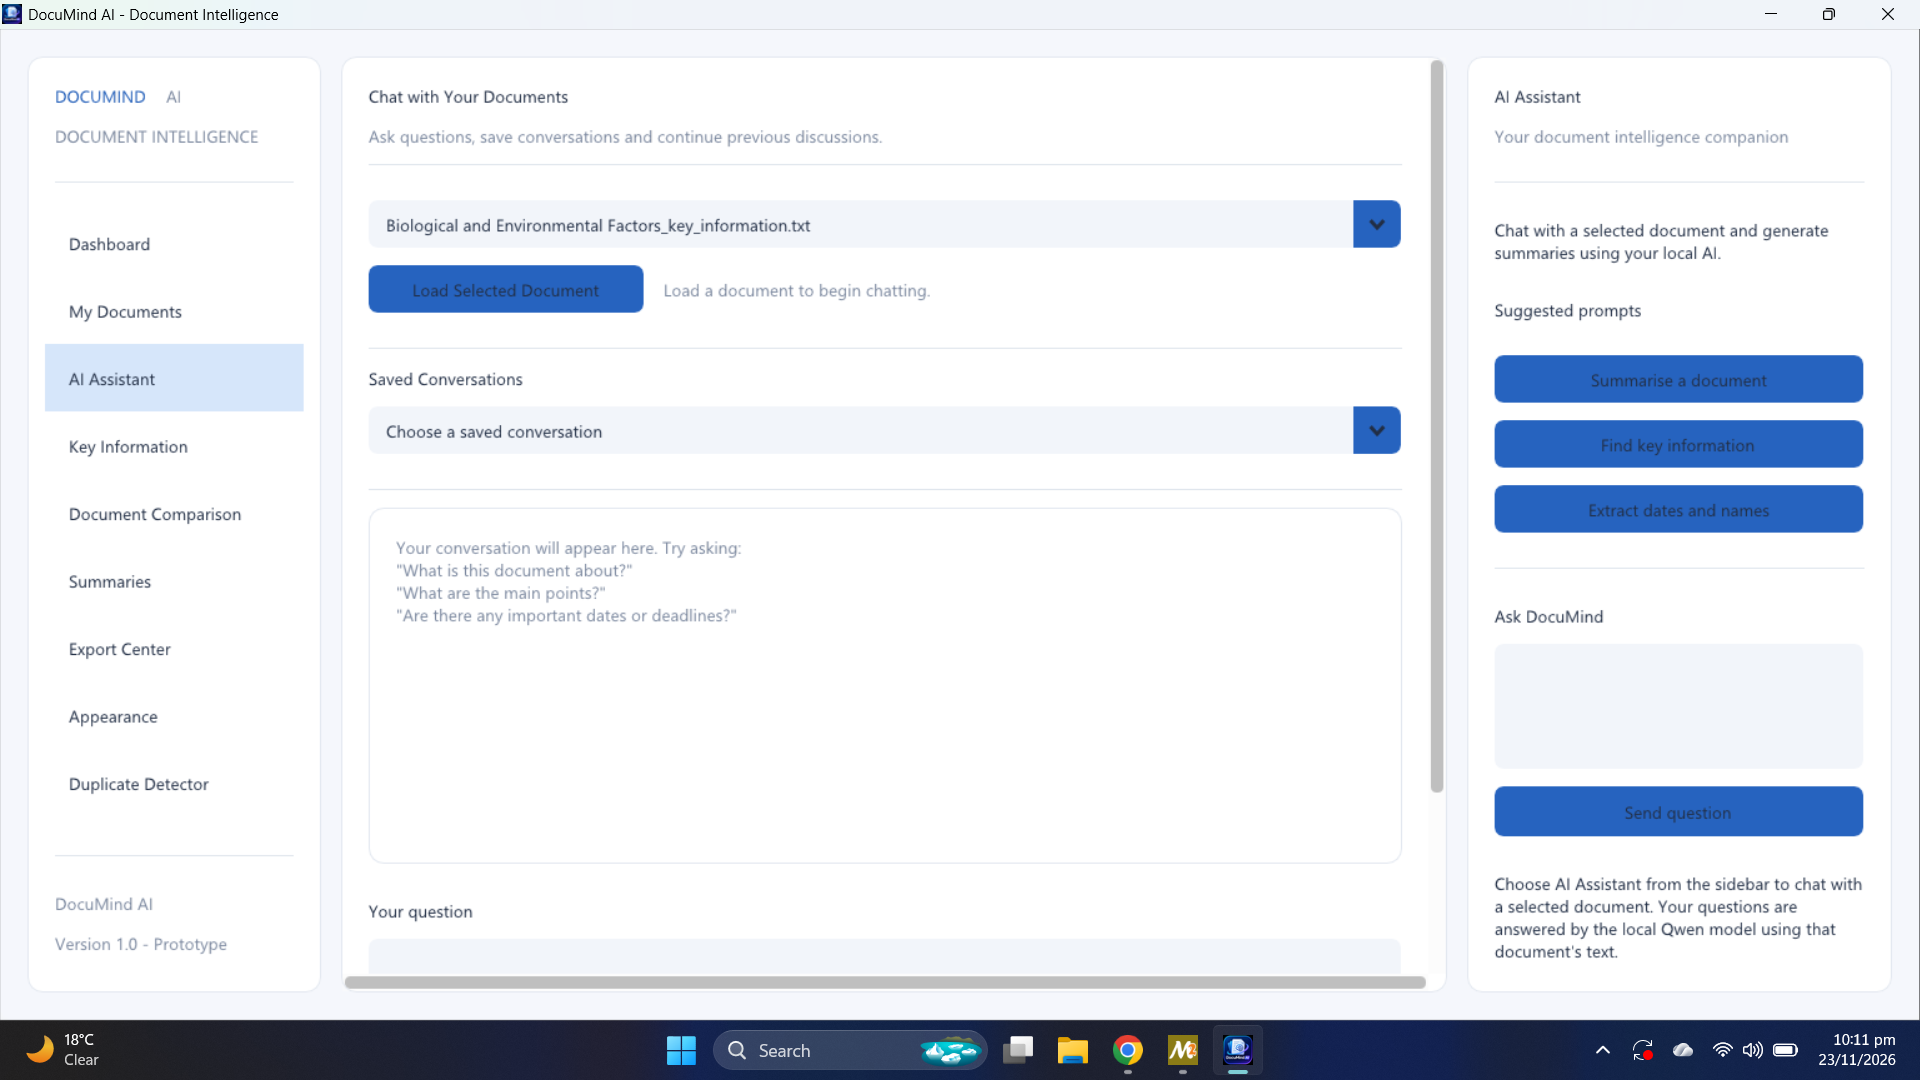 DocuMind AI - Document Intelligence
DOCUMIND AI
DOCUMENT INTELLIGENCE
Dashboard
My Documents
AI Assistant
Key Information
Document Comparison
Summaries
Export Center
Appearance
Duplicate Detector
DocuMind AI
Version 1.0 - Prototype
Chat with Your Documents
Ask questions, save conversations and continue previous discussions.
Biological and Environmental Factors_key_information.txt
Load Selected Document
Load a document to begin chatting.
Saved Conversations
Choose a saved conversation
Your conversation will appear here. Try asking:
"What is this document about?"
"What are the main points?"
"Are there any important dates or deadlines?"
Your question
AI Assistant
Your document intelligence companion
Chat with a selected document and generate
summaries using your local AI.
Suggested prompts
Summarise a document
Find key information
Extract dates and names
Ask DocuMind
Send question
Choose AI Assistant from the sidebar to chat with
a selected document. Your questions are
answered by the local Qwen model using that
document's text.
18°C
Clear
Search
10:11 pm
23/11/2026